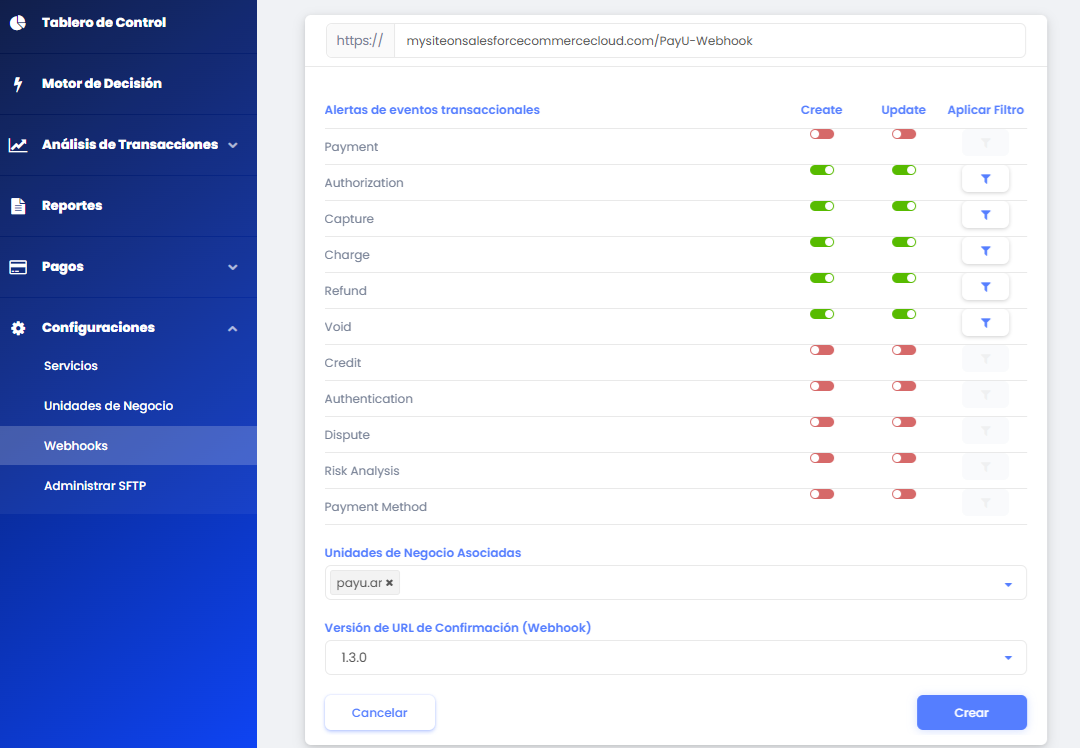 Tablero de Control
Motor de Decisión
Análisis de Transacciones
Reportes
Pagos
Configuraciones
Servicios
Unidades de Negocio
Webhooks
Administrar SFTP
https:// mysiteonsalesforcecommercecloud.com/PayU-Webhook
Alertas de eventos transaccionales Create Update Aplicar Filtro
Payment
Authorization
Capture
Charge
Refund
Void
Credit
Authentication
Dispute
Risk Analysis
Payment Method
Unidades de Negocio Asociadas
payu.ar ×
Versión de URL de Confirmación (Webhook)
1.3.0
Cancelar Crear